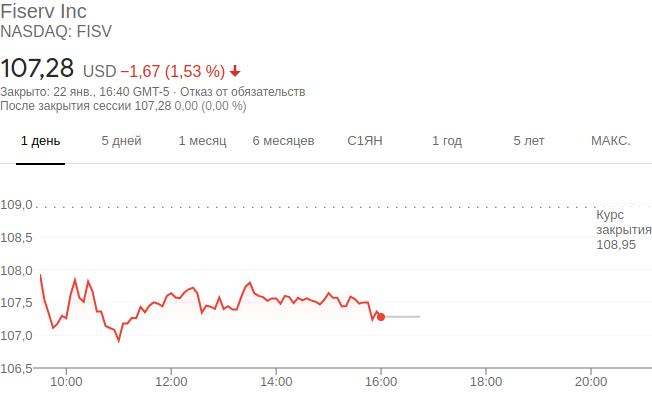 Fiserv Inc
NASDAQ: FISV
107,28 USD −1,67 (1,53 %)
Закрыто: 22 янв., 16:40 GMT-5 · Отказ от обязательств
После закрытия сессии 107,28 0,00 (0,00 %)
1 день 5 дней 1 месяц 6 месяцев С1ЯН 1 год 5 лет МАКС.
109,0
Курс
закрытия
108,95
108,5
108,0
107,5
107,0
106,5
10:00 12:00 14:00 16:00 18:00 20:00